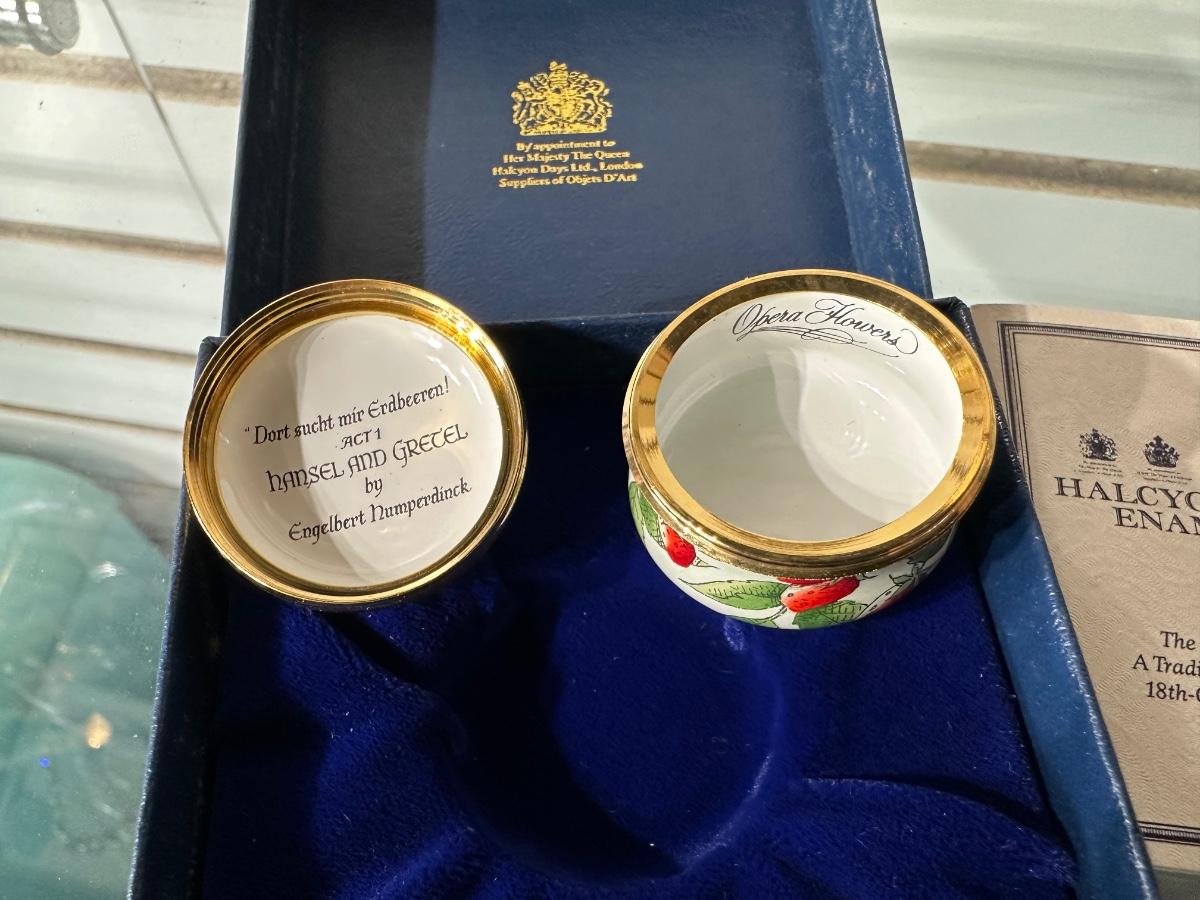 By appointment to
Her Majesty The Queen
Halcyon Days Ltd., London
Suppliers of Objets D'Art
"Dort sucht mir Erdbeeren!
ACT 1
HANSEL AND GRETEL
by
Engelbert Humperdinck
Opera Flowers
HALCYO
ENA
The
A Tradi
18th-